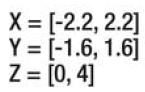 X = [-2.2, 2.2]
Y = [-1.6, 1.6]
Z = [0, 4]